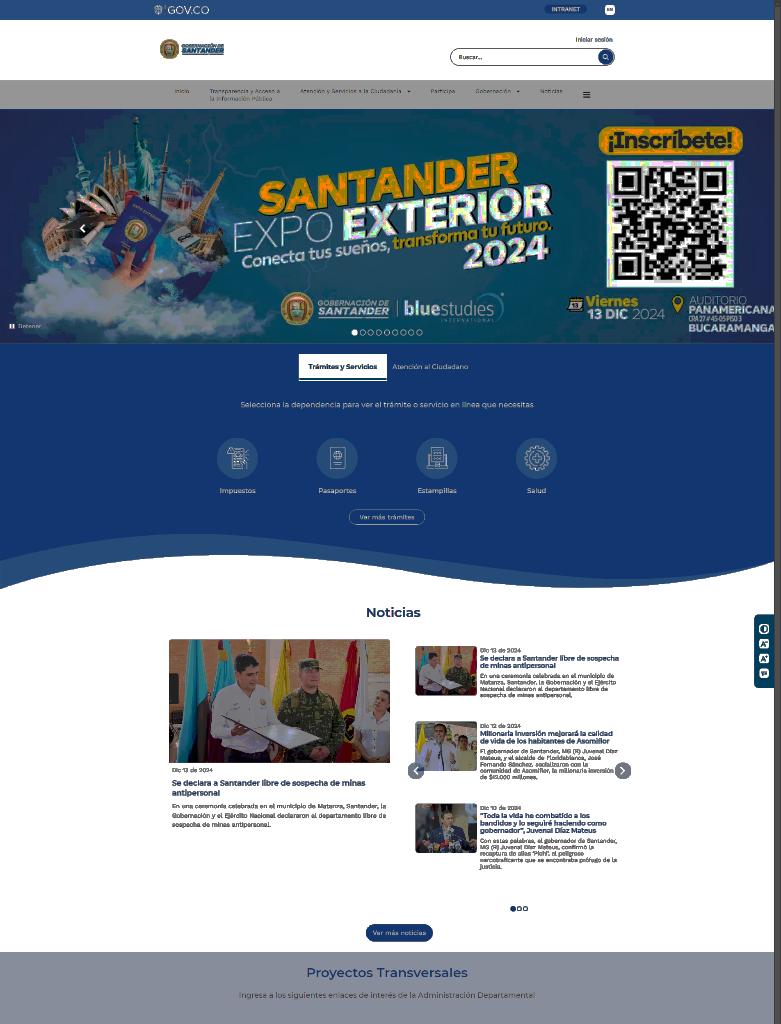 GOV.CO
INTRANET
EN
GOBERNACIÓN DE
SANTANDER
Iniciar sesión
Buscar...
Inicio
Transparencia y Acceso a
la Información Pública
Atención y Servicios a la Ciudadanía
Participa
Gobernación
Noticias
¡Inscríbete!
SANTANDER
EXPO EXTERIOR
Conecta tus sueños, transforma tu futuro.
2024
GOBERNACIÓN DE
SANTANDER
bluestudies
INTERNATIONAL
Viernes
13 DIC 2024
AUDITORIO
PANAMERICANA
CRA 27 # 45-05 PISO 3
BUCARAMANGA
Detener
Trámites y Servicios
Atención al Ciudadano
Selecciona la dependencia para ver el trámite o servicio en línea que necesitas
Impuestos
Pasaportes
Estampillas
Salud
Ver más trámites
Noticias
Dic 13 de 2024
Se declara a Santander libre de sospecha de minas
antipersonal
En una ceremonia celebrada en el municipio de Matanza, Santander, la
Gobernación y el Ejército Nacional declararon el departamento libre de
sospecha de minas antipersonal.
Dic 13 de 2024
Se declara a Santander libre de sospecha
de minas antipersonal
En una ceremonia celebrada en el municipio de
Matanza, Santander, la Gobernación y el Ejército
Nacional declararon el departamento libre de
sospecha de minas antipersonal.
Dic 12 de 2024
Millonaria inversión mejorará la calidad
de vida de los habitantes de Asomiflor
El gobernador de Santander, MG (R) Juvenal Díaz
Mateus, y el alcalde de Floridablanca, José
Fernando Sánchez, socializaron con la
comunidad de Asomiflor, la millonaria inversión
de $12.000 millones.
Dic 10 de 2024
"Toda la vida he combatido a los
bandidos y lo seguiré haciendo como
gobernador", Juvenal Díaz Mateus
Con estas palabras, el gobernador de Santander,
MG (R) Juvenal Díaz Mateus, confirmó la
recaptura de alias 'Pichi', el peligroso
narcotraficante que se encontraba prófugo de la
justicia.
Ver más noticias
Proyectos Transversales
Ingresa a los siguientes enlaces de interés de la Administración Departamental